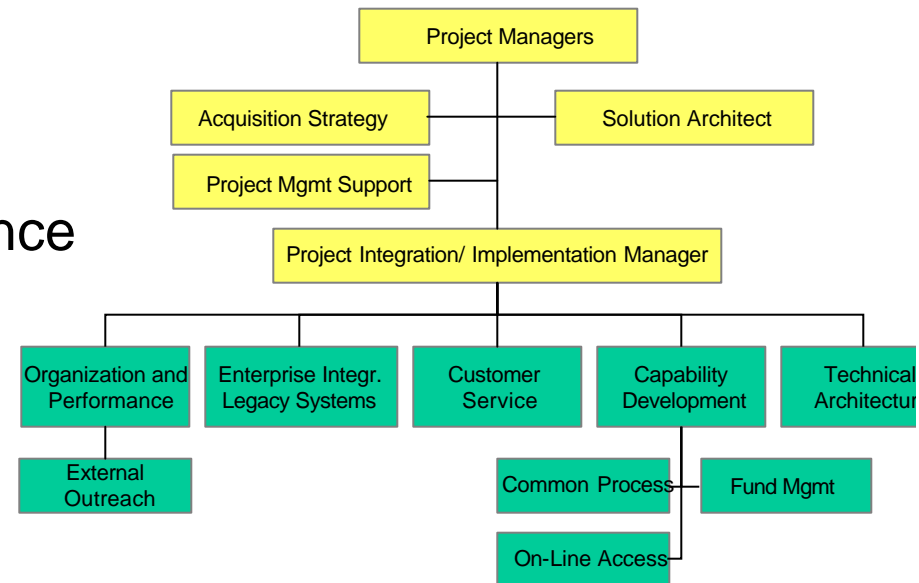 Project Managers
Acquisition Strategy
Solution Architect
Project Mgmt Support
nce
Project Integration/ Implementation Manager
Organization and
Performance
Enterprise Integr.
Legacy Systems
Customer
Service
Capability
Development
Technical
Architectur
External
Outreach
Common Process
Fund Mgmt
On-Line Access